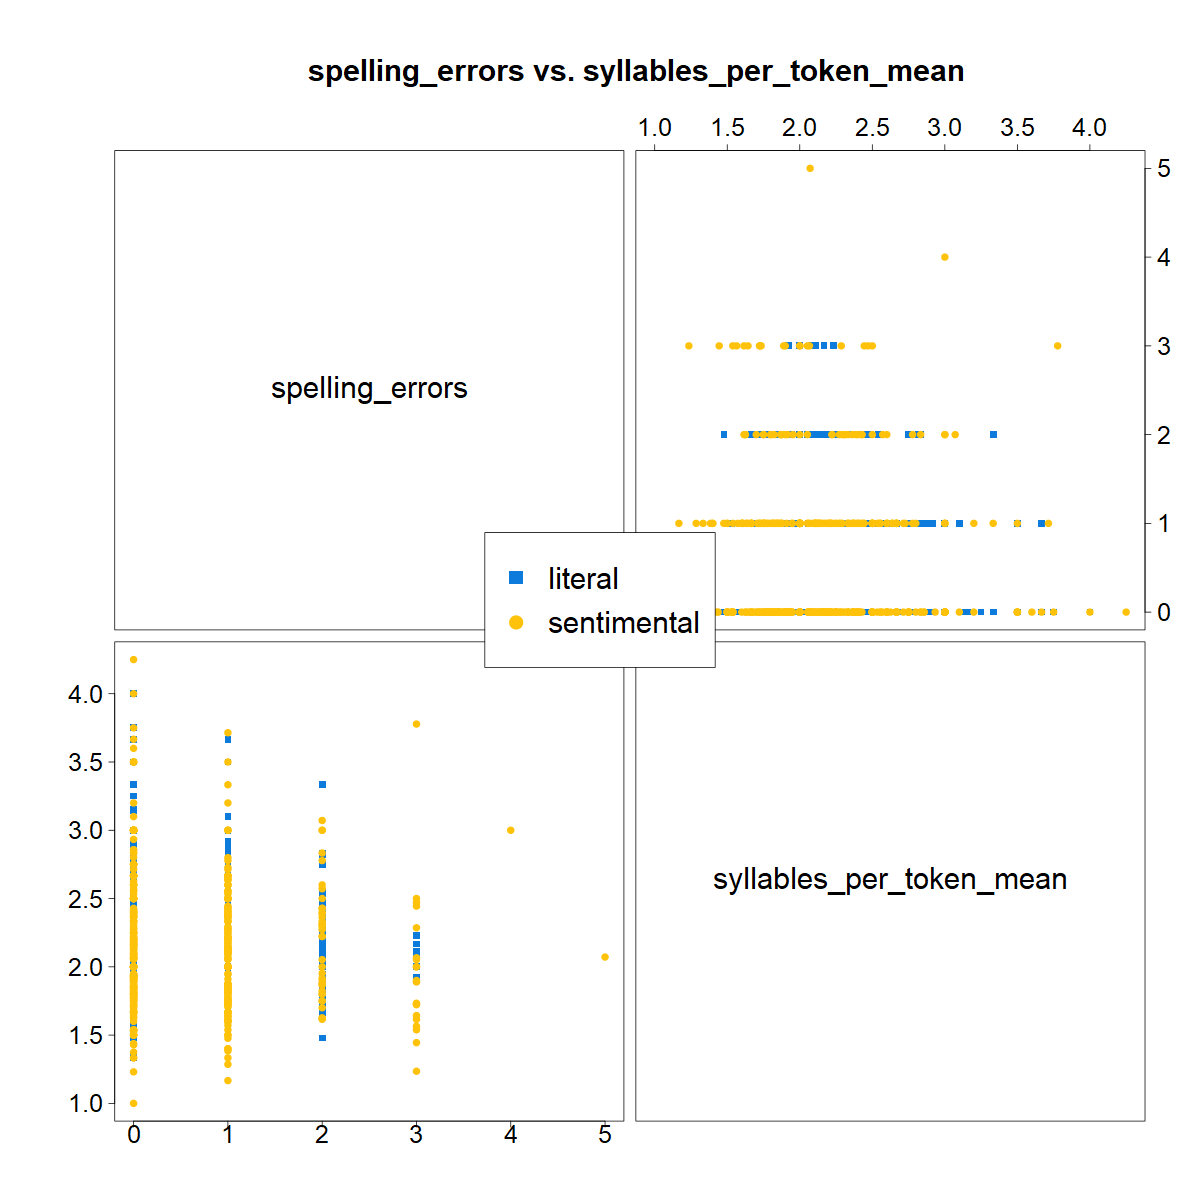 spelling_errors vs. syllables_per_token_mean
1.0 1.5 2.0 2.5 3.0 3.5 4.0
5
4
3
2
1
0
spelling_errors
literal
sentimental
4.0
3.5
3.0
2.5
2.0
1.5
1.0
syllables_per_token_mean
0 1 2 3 4 5